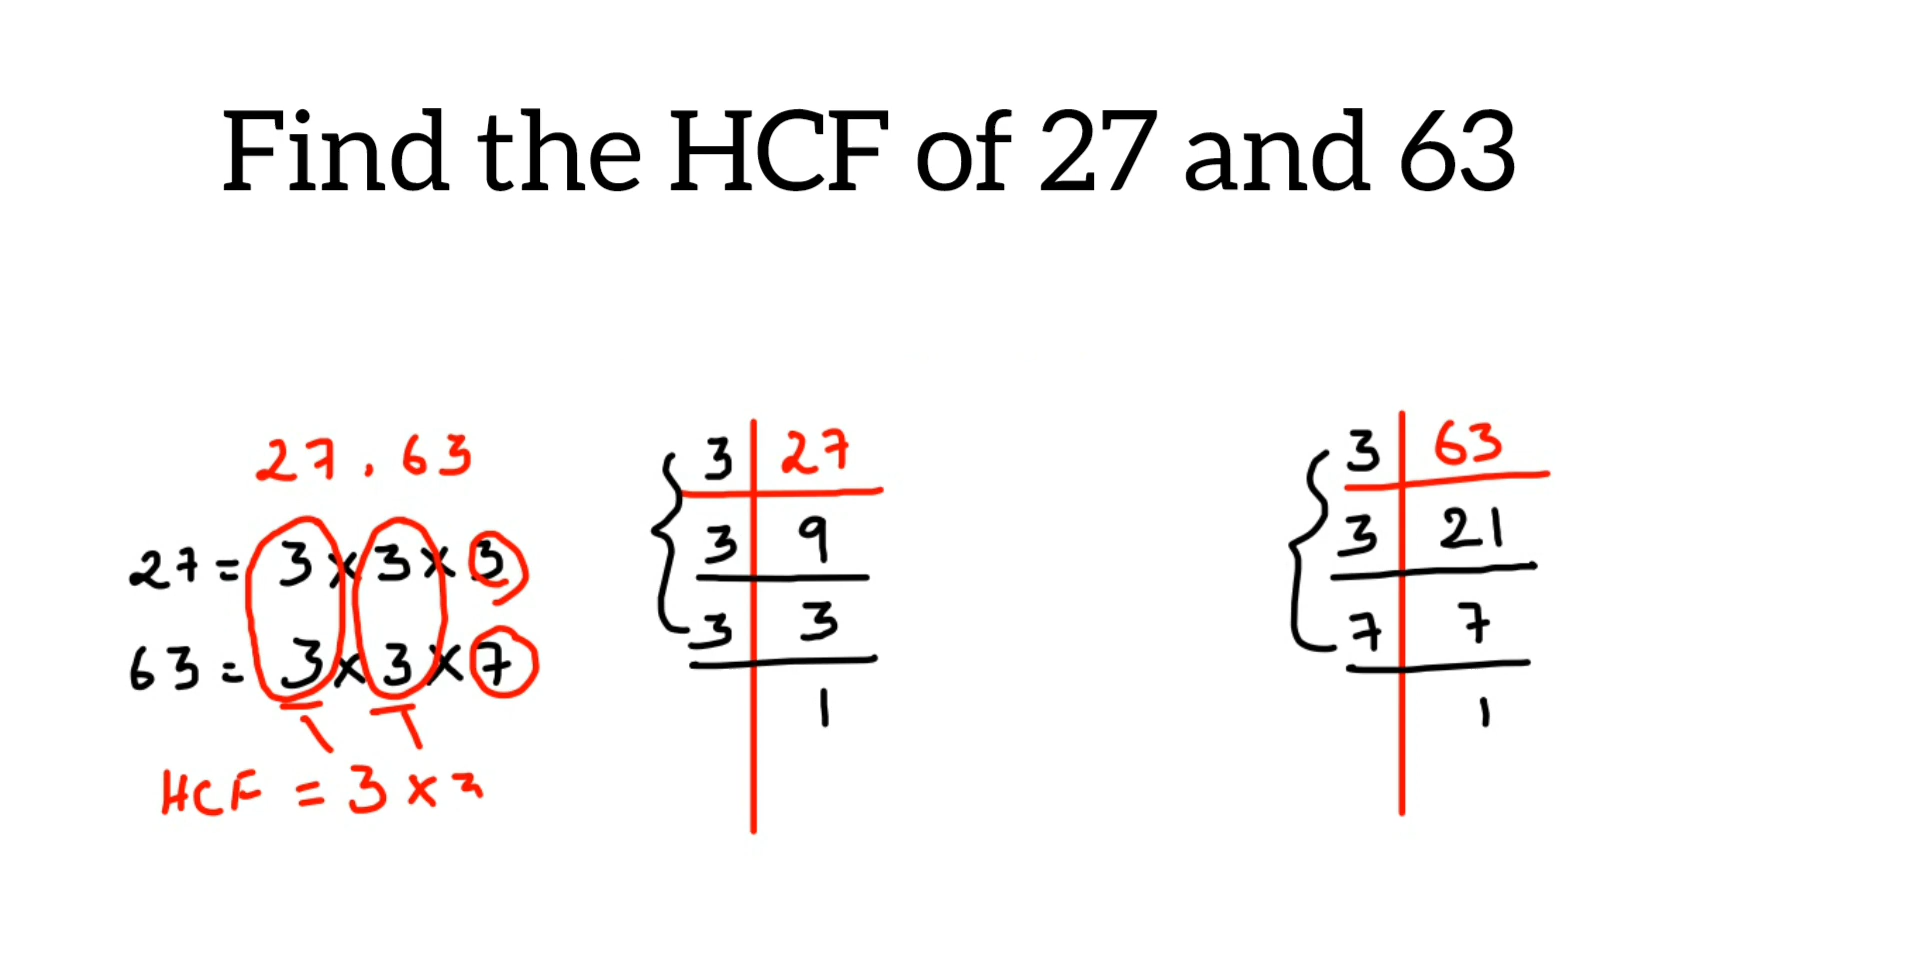 Find the HCF of 27 and 63
27, 63
27 = 3 x 3 x 3
63 = 3 x 3 x 7
HCF = 3 x 3
3 27
3 9
3 3
1
3 63
3 21
7 7
1